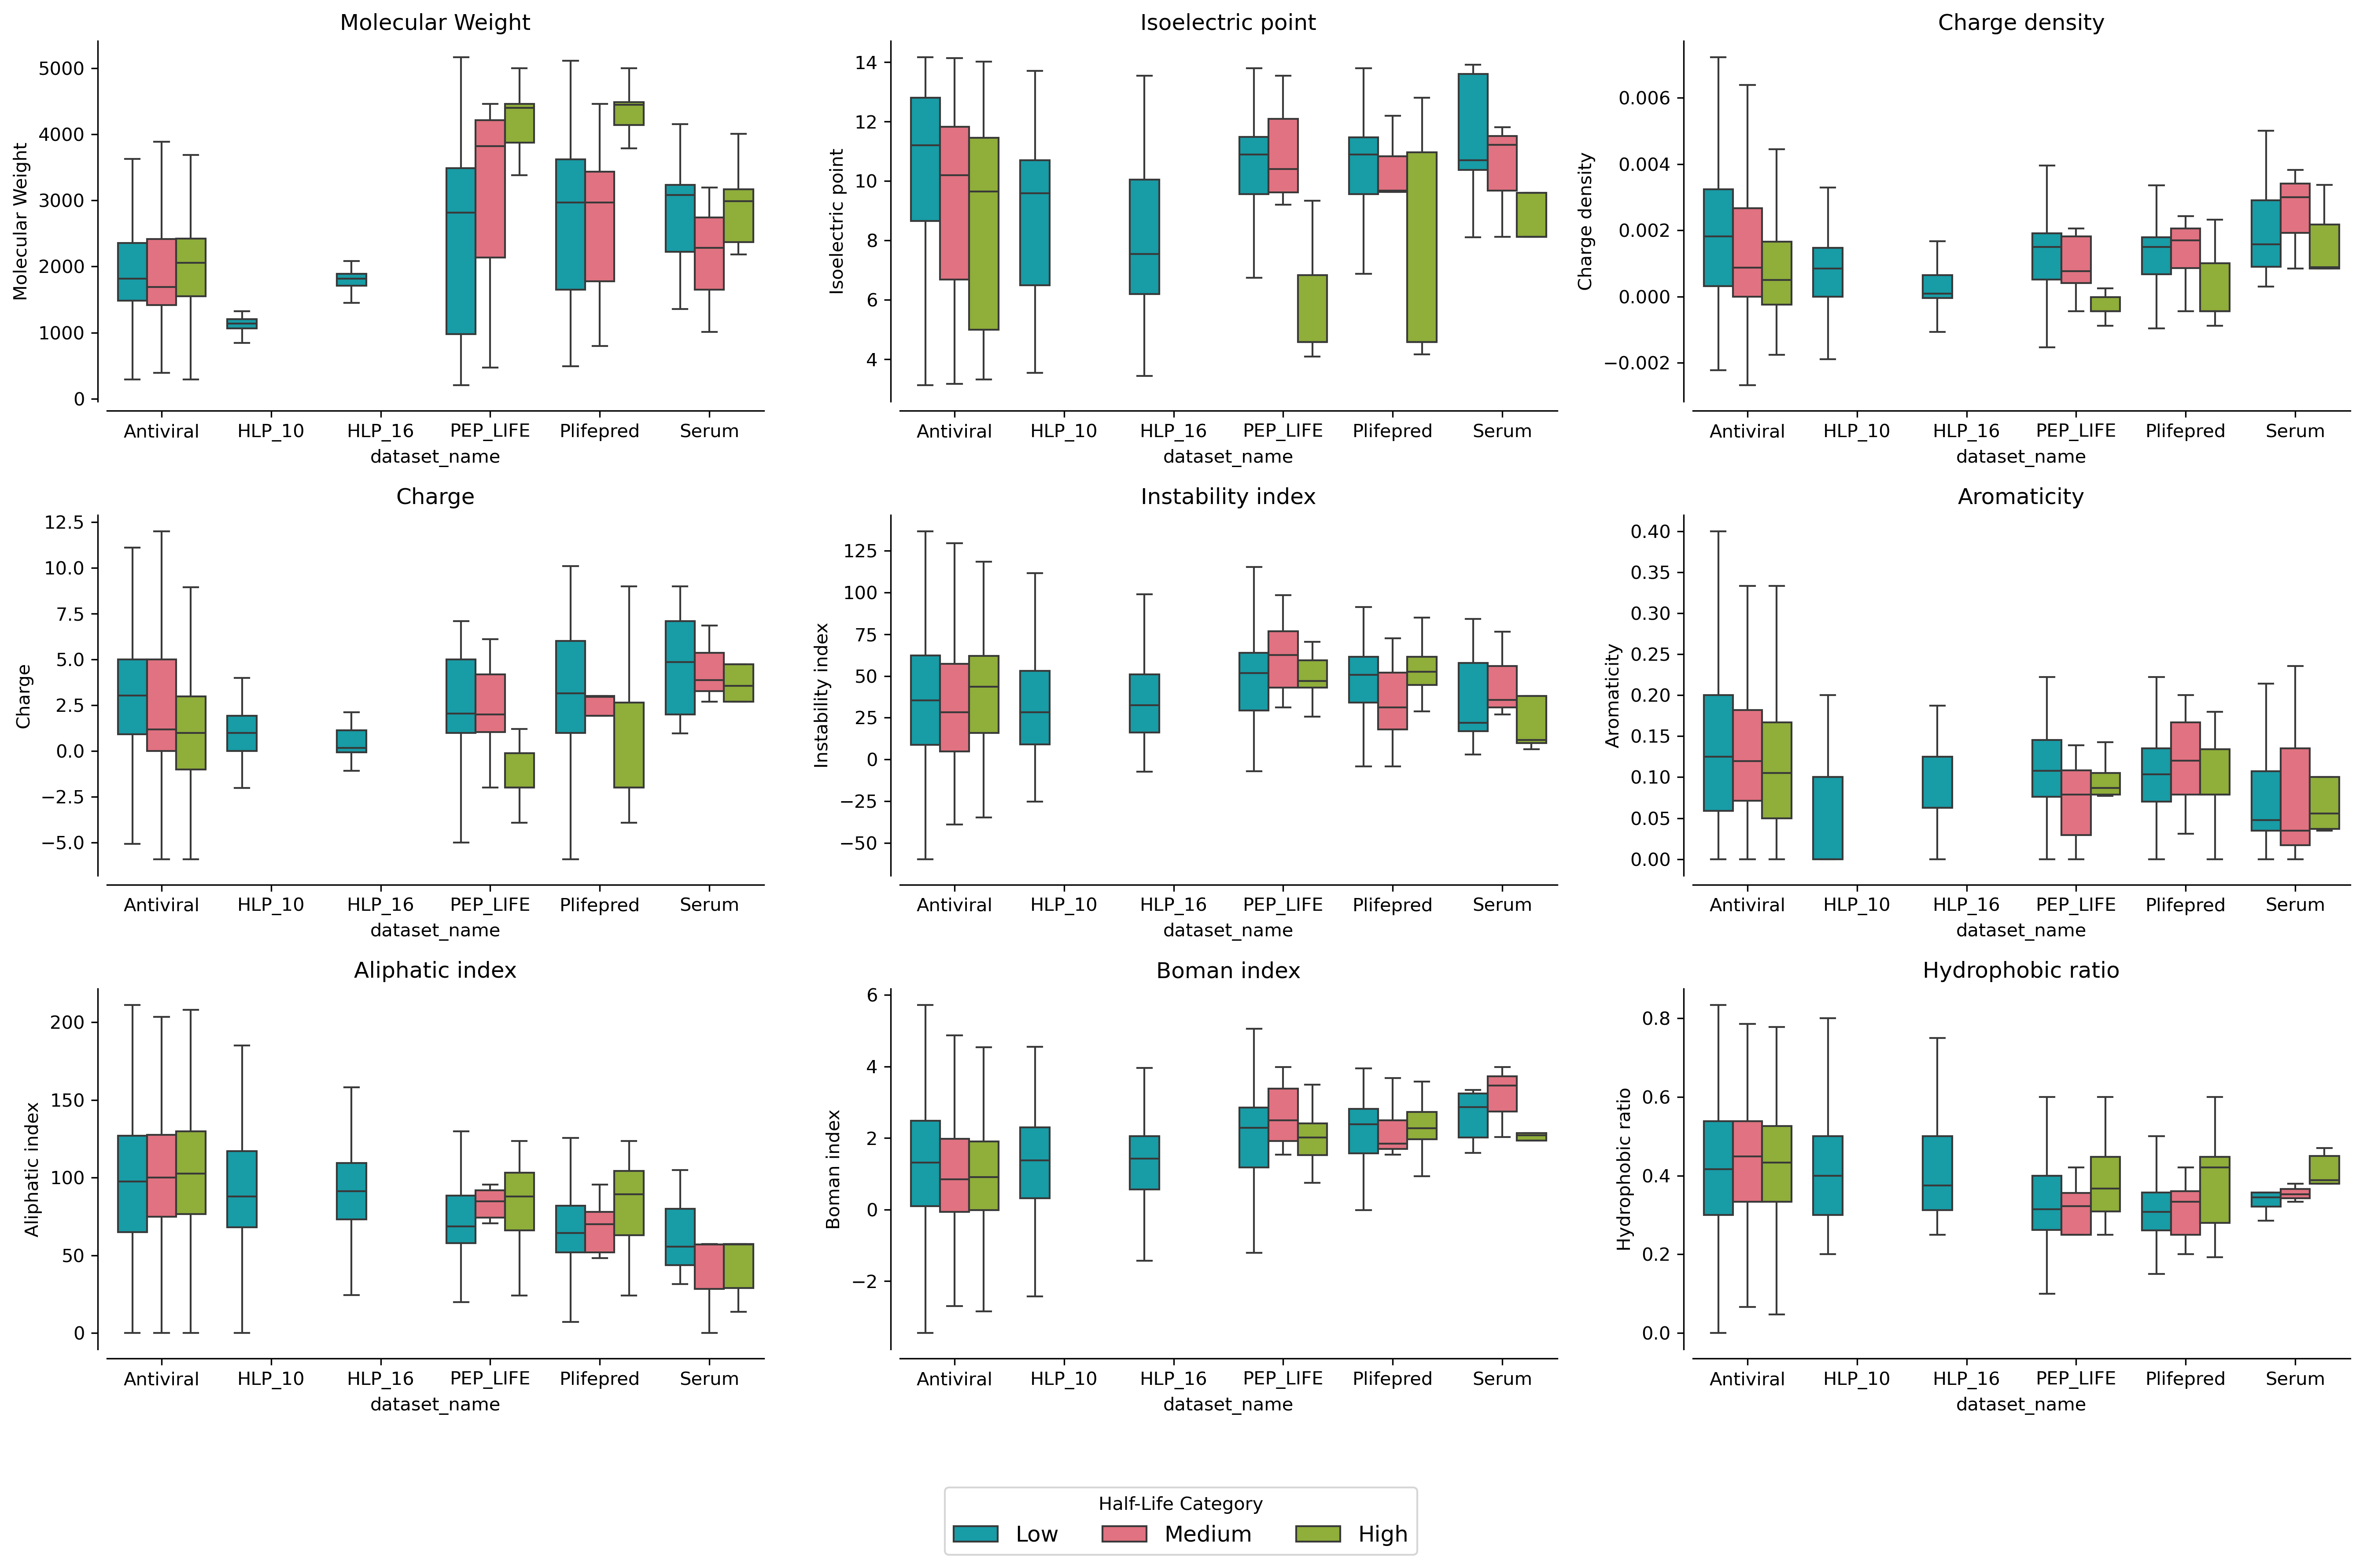 Molecular Weight
Isoelectric point
Charge density
Molecular Weight
5000
4000
3000
2000
1000
0
Antiviral HLP_10 HLP_16 PEP_LIFE Plifepred Serum
dataset_name
Isoelectric point
14
12
10
8
6
4
Antiviral HLP_10 HLP_16 PEP_LIFE Plifepred Serum
dataset_name
Charge density
0.006
0.004
0.002
0.000
−0.002
Antiviral HLP_10 HLP_16 PEP_LIFE Plifepred Serum
dataset_name
Charge
Instability index
Aromaticity
Charge
12.5
10.0
7.5
5.0
2.5
0.0
−2.5
−5.0
Antiviral HLP_10 HLP_16 PEP_LIFE Plifepred Serum
dataset_name
Instability index
125
100
75
50
25
0
−25
−50
Antiviral HLP_10 HLP_16 PEP_LIFE Plifepred Serum
dataset_name
Aromaticity
0.40
0.35
0.30
0.25
0.20
0.15
0.10
0.05
0.00
Antiviral HLP_10 HLP_16 PEP_LIFE Plifepred Serum
dataset_name
Aliphatic index
Boman index
Hydrophobic ratio
Aliphatic index
200
150
100
50
0
Antiviral HLP_10 HLP_16 PEP_LIFE Plifepred Serum
dataset_name
Boman index
6
4
2
0
−2
Antiviral HLP_10 HLP_16 PEP_LIFE Plifepred Serum
dataset_name
Hydrophobic ratio
0.8
0.6
0.4
0.2
0.0
Antiviral HLP_10 HLP_16 PEP_LIFE Plifepred Serum
dataset_name
Half-Life Category
Low Medium High